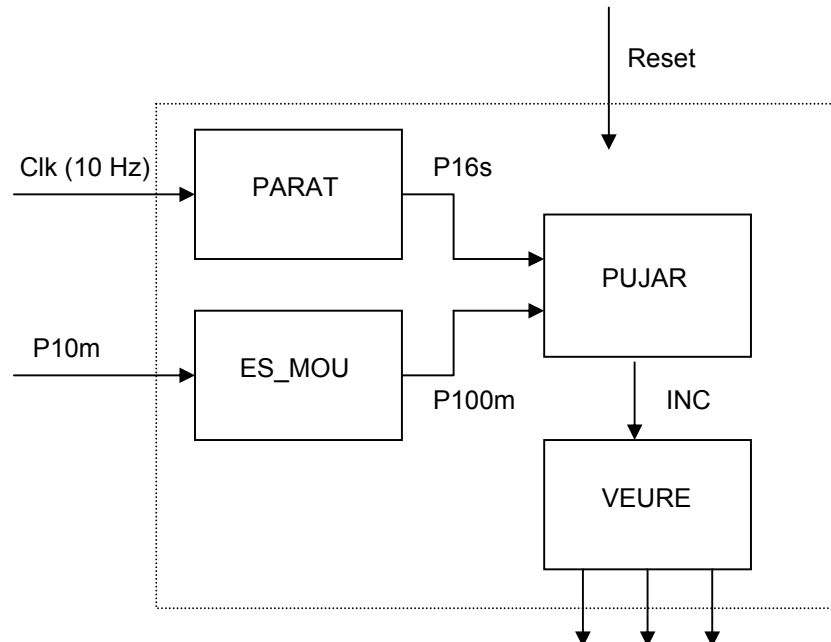 Reset
Clk (10 Hz)
PARAT
P16s
PUJAR
P10m
ES_MOU
P100m
INC
VEURE